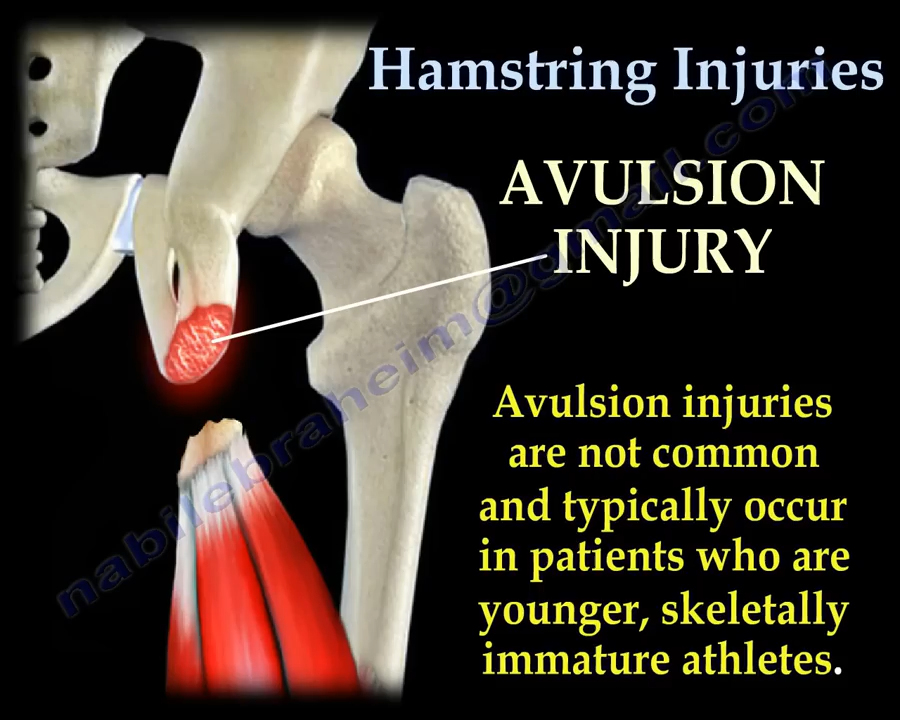 Hamstring Injuries
AVULSION
INJURY
Avulsion injuries
are not common
and typically occur
in patients who are
younger, skeletally
immature athletes.
nabilebraheim@gmail.com